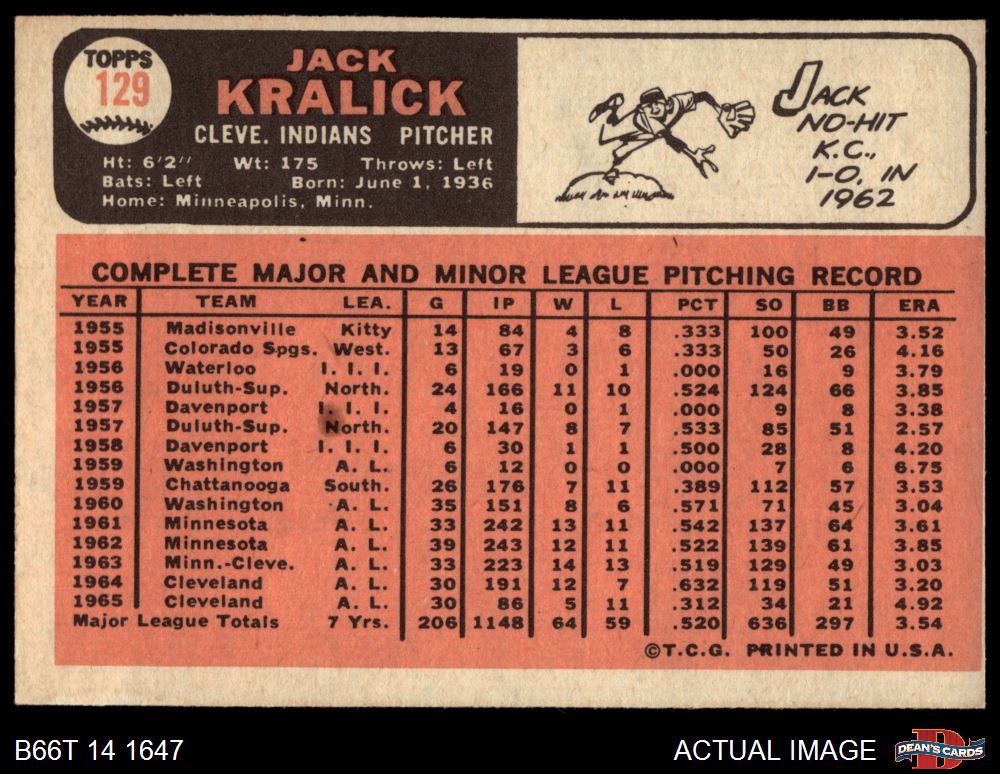 TOPPS
129
JACK
KRALICK
CLEVE. INDIANS PITCHER
Ht: 6'2" Wt: 175 Throws: Left
Bats: Left Born: June 1, 1936
Home: Minneapolis, Minn.
JACK
NO-HIT
K.C.,
1-0, IN
1962
COMPLETE MAJOR AND MINOR LEAGUE PITCHING RECORD
YEAR TEAM LEA. G IP W L PCT SO BB ERA
1955 Madisonville Kitty 14 84 4 8 .333 100 49 3.52
1955 Colorado Spgs. West. 13 67 3 6 .333 50 26 4.16
1956 Waterloo I. I. I. 6 19 0 1 .000 16 9 3.79
1956 Duluth-Sup. North. 24 166 11 10 .524 124 66 3.85
1957 Davenport I. I. I. 4 16 0 1 .000 9 8 3.38
1957 Duluth-Sup. North. 20 147 8 7 .533 85 51 2.57
1958 Davenport I. I. I. 6 30 1 1 .500 28 8 4.20
1959 Washington A. L. 6 12 0 0 .000 7 6 6.75
1959 Chattanooga South. 26 176 7 11 .389 112 57 3.53
1960 Washington A. L. 35 151 8 6 .571 71 45 3.04
1961 Minnesota A. L. 33 242 13 11 .542 137 64 3.61
1962 Minnesota A. L. 39 243 12 11 .522 139 61 3.85
1963 Minn.-Cleve. A. L. 33 223 14 13 .519 129 49 3.03
1964 Cleveland A. L. 30 191 12 7 .632 119 51 3.20
1965 Cleveland A. L. 30 86 5 11 .312 34 21 4.92
Major League Totals 7 Yrs. 206 1148 64 59 .520 636 297 3.54
©T.C.G. PRINTED IN U.S.A.
B66T 14 1647
ACTUAL IMAGE
DEAN'S CARDS